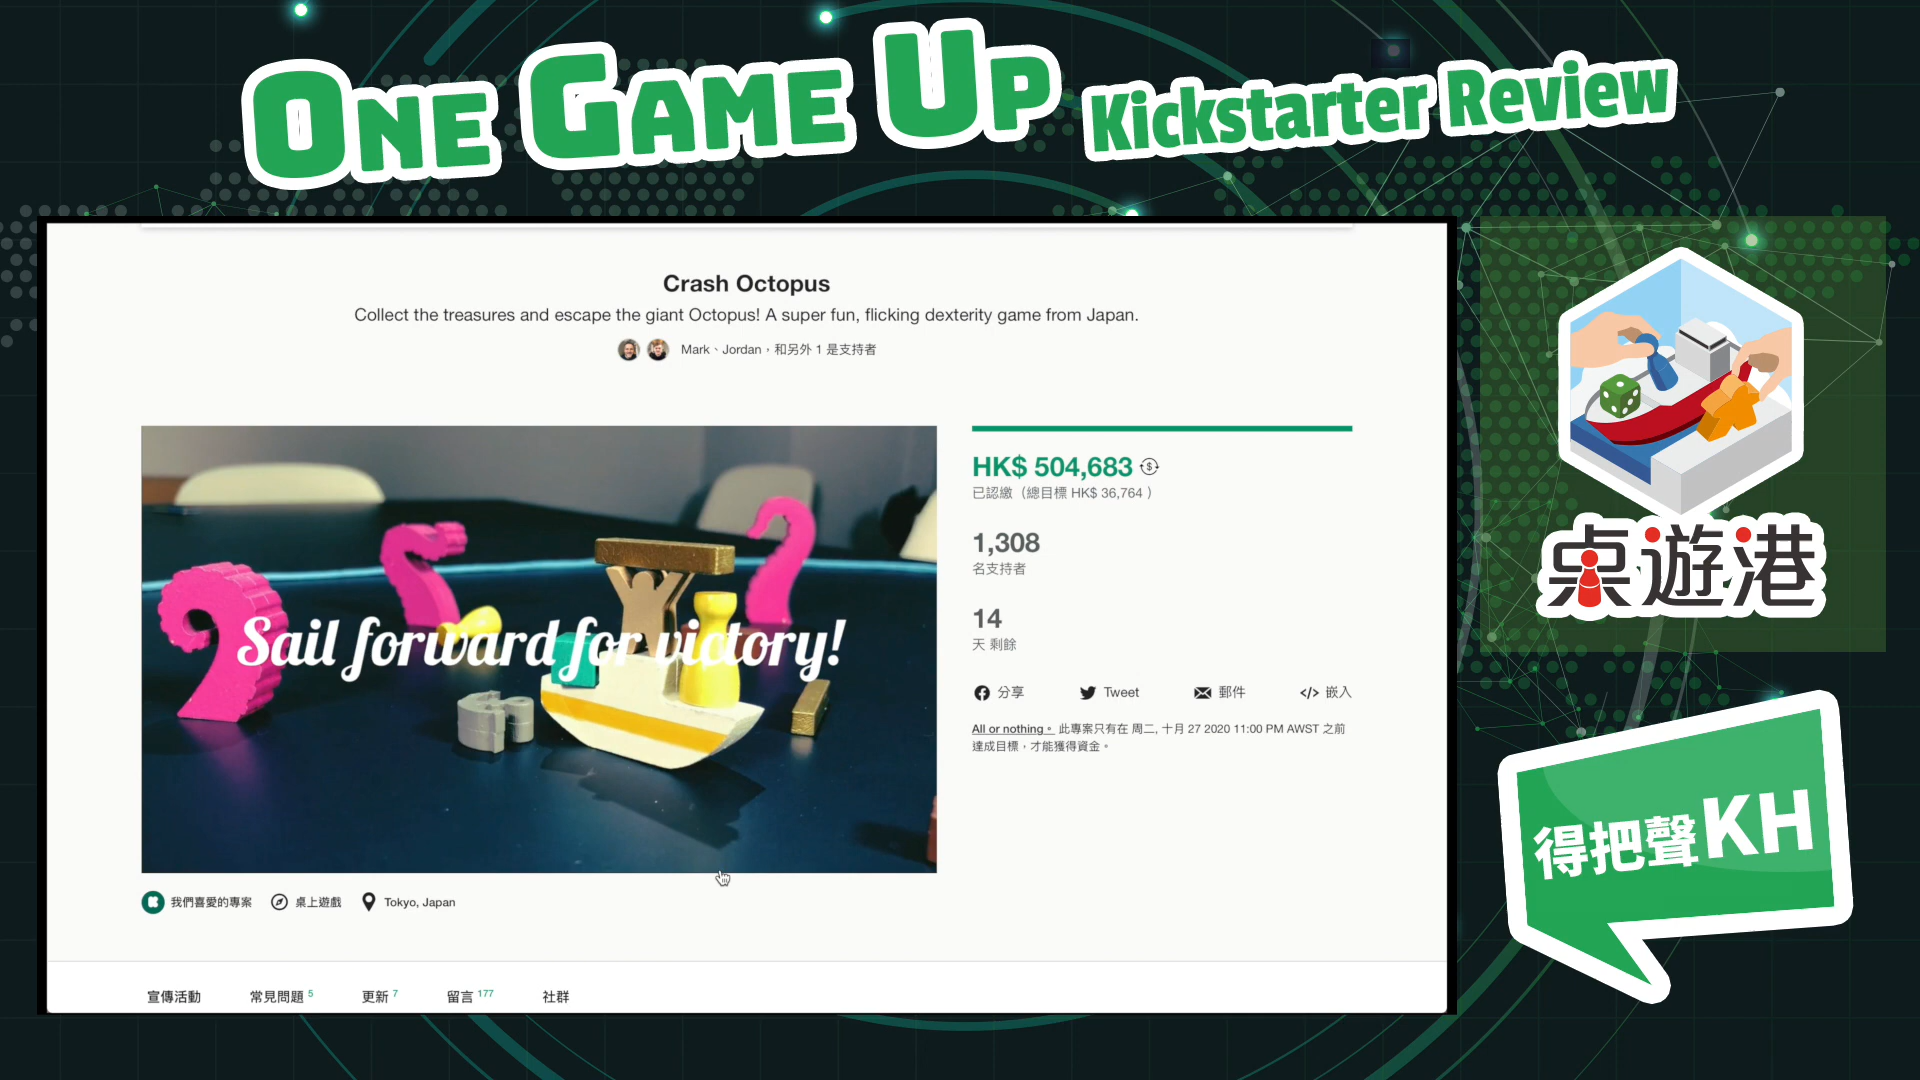 One Game Up Kickstarter Review
Crash Octopus
Collect the treasures and escape the giant Octopus! A super fun, flicking dexterity game from Japan.
Mark、Jordan，和另外 1 是支持者
Sail forward for victory!
HK$ 504,683
已認繳（總目標 HK$ 36,764 ）
1,308
名支持者
14
天 剩餘
分享 Tweet 郵件 </> 嵌入
All or nothing。 此專案只有在 周二, 十月 27 2020 11:00 PM AWST 之前
達成目標，才能獲得資金。
我們喜愛的專案 桌上遊戲 Tokyo, Japan
宣傳活動 常見問題 5 更新 7 留言 177 社群
桌遊港
得把聲KH